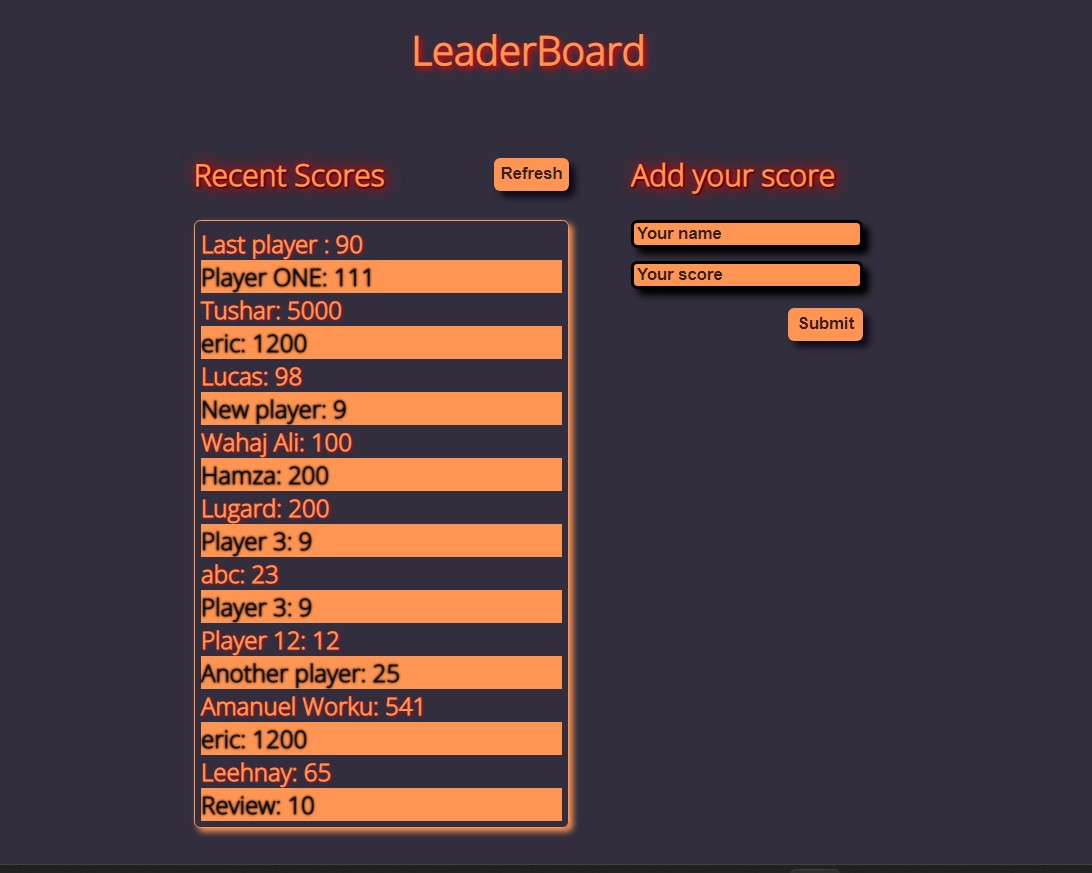 LeaderBoard
Recent Scores
Refresh
Last player : 90
Player ONE: 111
Tushar: 5000
eric: 1200
Lucas: 98
New player: 9
Wahaj Ali: 100
Hamza: 200
Lugard: 200
Player 3: 9
abc: 23
Player 3: 9
Player 12: 12
Another player: 25
Amanuel Worku: 541
eric: 1200
Leehnay: 65
Review: 10
Add your score
Your name
Your score
Submit